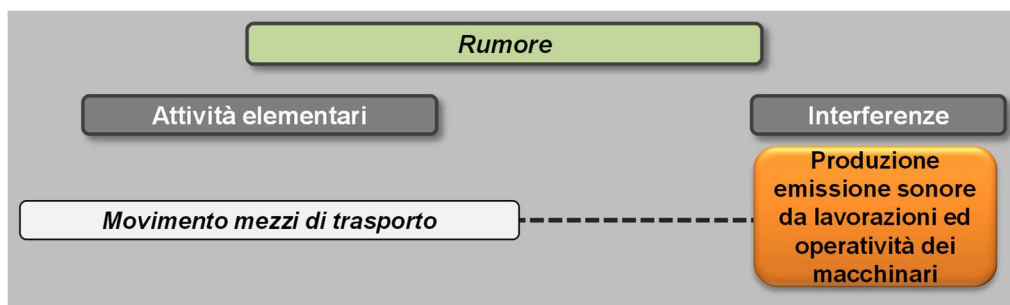 Rumore
Attività elementari
Interferenze
Movimento mezzi di trasporto
Produzione
emissione sonore
da lavorazioni ed
operatività dei
macchinari